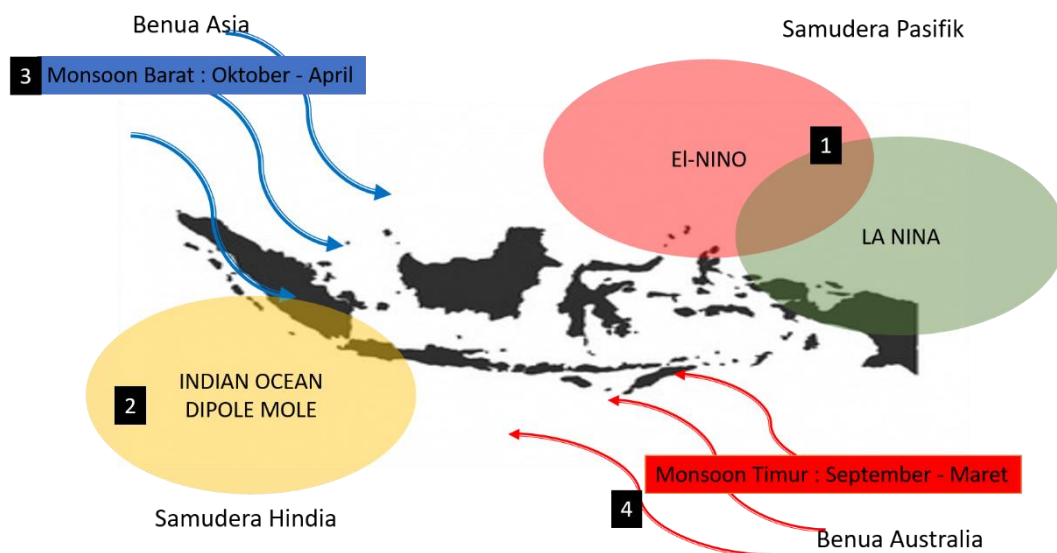 Benua Asia
Samudera Pasifik
3
Monsoon Barat : Oktober - April
1
El-NINO
LA NINA
2
INDIAN OCEAN
DIPOLE MOLE
Monsoon Timur : September - Maret
4
Samudera Hindia
Benua Australia